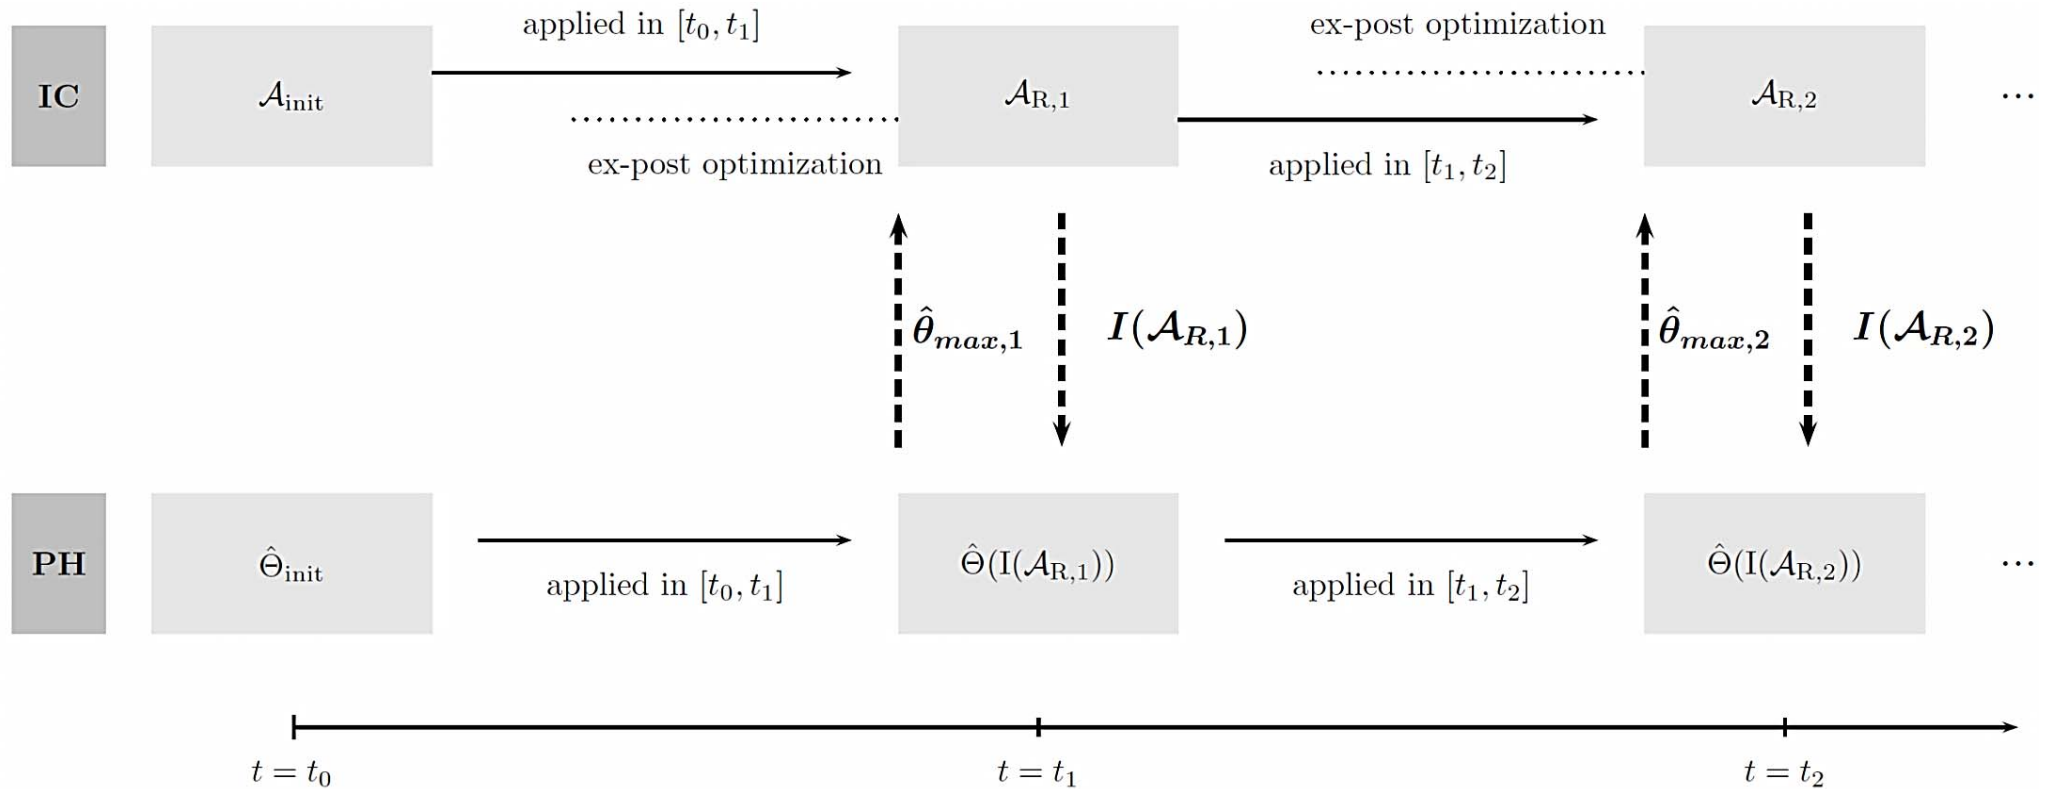 applied in [t₀, t₁]
ex-post optimization
IC
𝒜init
𝒜R,1
𝒜R,2
...
ex-post optimization
applied in [t₁, t₂]
θ̂max,1
I(𝒜R,1)
θ̂max,2
I(𝒜R,2)
PH
Θ̂init
Θ̂(I(𝒜R,1))
Θ̂(I(𝒜R,2))
...
applied in [t₀, t₁]
applied in [t₁, t₂]
t = t₀
t = t₁
t = t₂